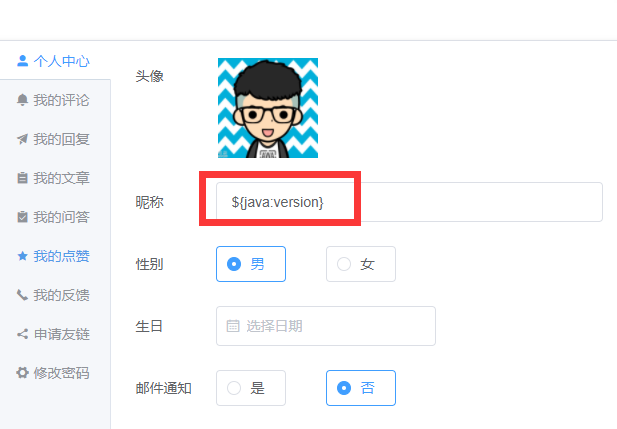 个人中心
我的评论
我的回复
我的文章
我的问答
我的点赞
我的反馈
申请友链
修改密码
头像
昵称 ${java:version}
性别 男 女
生日 选择日期
邮件通知 是 否